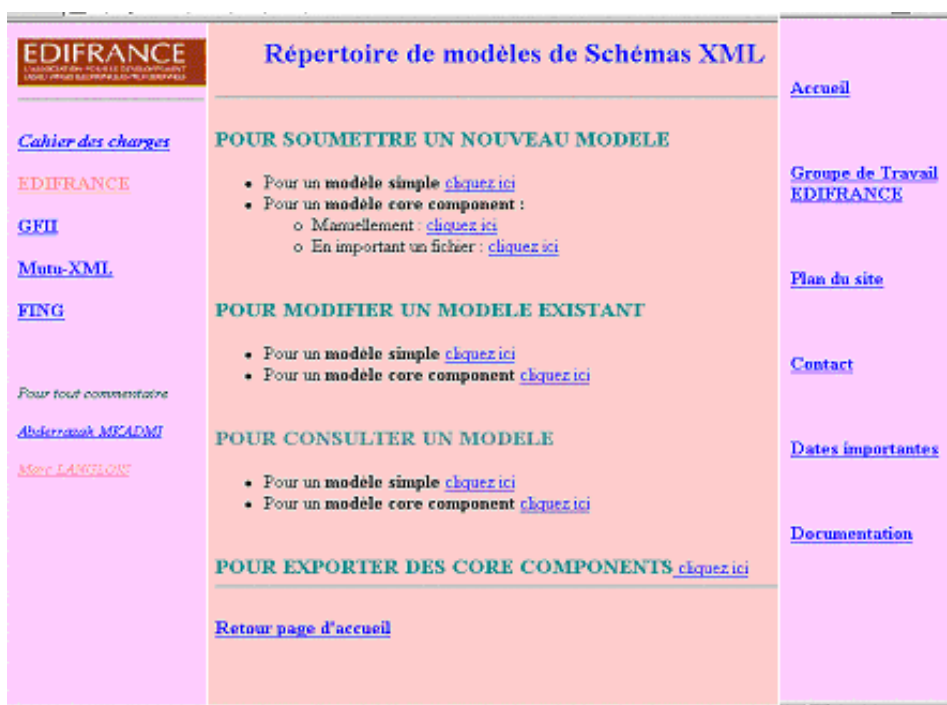 EDIFRANCE
L'ASSOCIATION POUR LE DEVELOPPEMENT
Cahier des charges
EDIFRANCE
GFII
Mutu-XML
FING
Pour tout commentaire
Abderrazak MKADMI
Marc LANGLOIS
Répertoire de modèles de Schémas XML
POUR SOUMETTRE UN NOUVEAU MODELE
• Pour un modèle simple cliquez ici
• Pour un modèle core component :
o Manuellement : cliquez ici
o En important un fichier : cliquez ici
POUR MODIFIER UN MODELE EXISTANT
• Pour un modèle simple cliquez ici
• Pour un modèle core component cliquez ici
POUR CONSULTER UN MODELE
• Pour un modèle simple cliquez ici
• Pour un modèle core component cliquez ici
POUR EXPORTER DES CORE COMPONENTS cliquez ici
Retour page d'accueil
Accueil
Groupe de Travail
EDIFRANCE
Plan du site
Contact
Dates importantes
Documentation